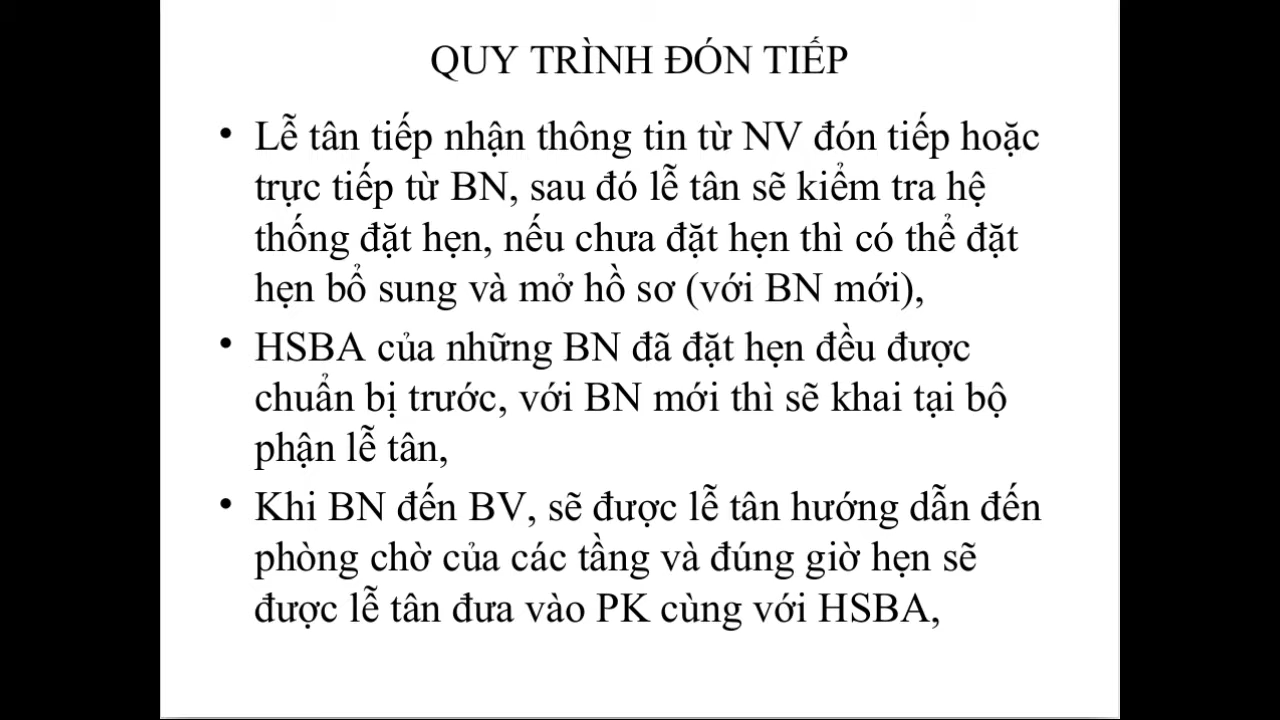 QUY TRÌNH ĐÓN TIẾP
• Lễ tân tiếp nhận thông tin từ NV đón tiếp hoặc
trực tiếp từ BN, sau đó lễ tân sẽ kiểm tra hệ
thống đặt hẹn, nếu chưa đặt hẹn thì có thể đặt
hẹn bổ sung và mở hồ sơ (với BN mới),
• HSBA của những BN đã đặt hẹn đều được
chuẩn bị trước, với BN mới thì sẽ khai tại bộ
phận lễ tân,
• Khi BN đến BV, sẽ được lễ tân hướng dẫn đến
phòng chờ của các tầng và đúng giờ hẹn sẽ
được lễ tân đưa vào PK cùng với HSBA,